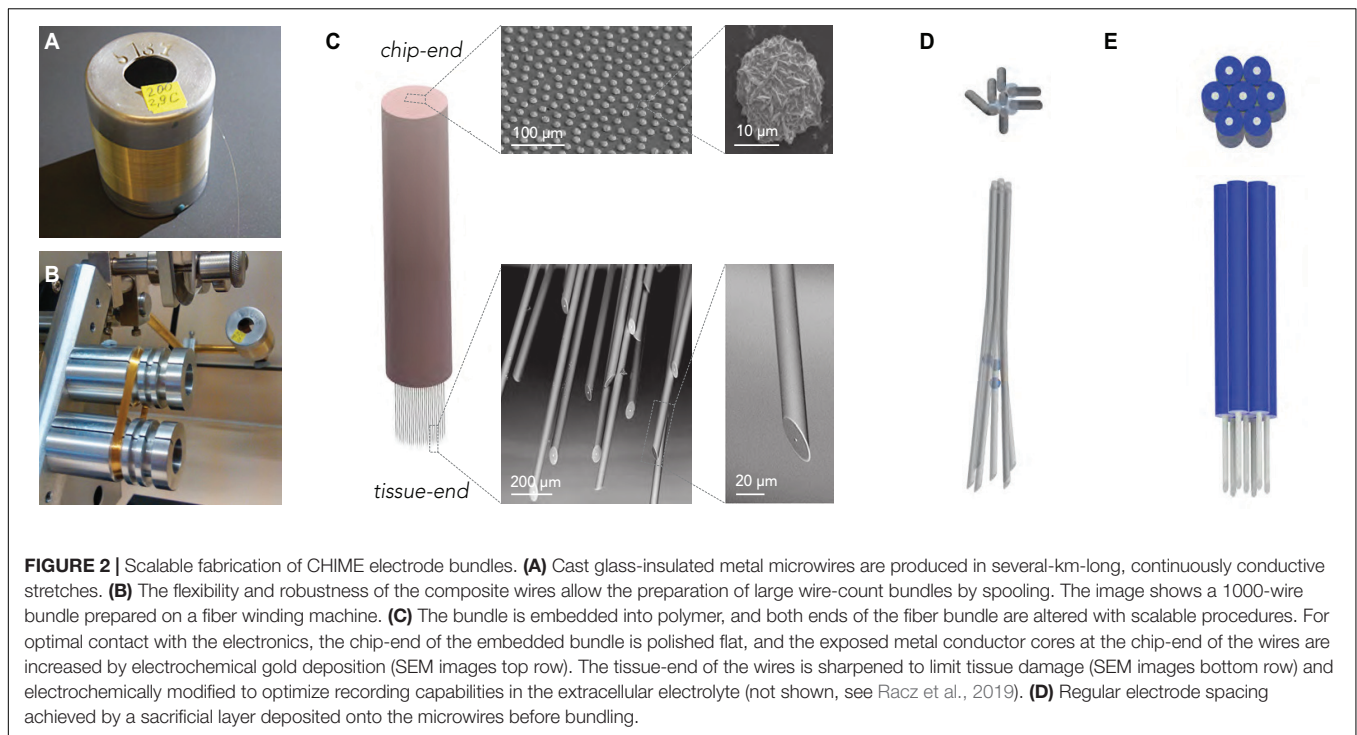 A
5137
200
2,9 C
B
C
chip-end
100 µm
10 µm
tissue-end
200 µm
20 µm
D
E
FIGURE 2 | Scalable fabrication of CHIME electrode bundles. (A) Cast glass-insulated metal microwires are produced in several-km-long, continuously conductive
stretches. (B) The flexibility and robustness of the composite wires allow the preparation of large wire-count bundles by spooling. The image shows a 1000-wire
bundle prepared on a fiber winding machine. (C) The bundle is embedded into polymer, and both ends of the fiber bundle are altered with scalable procedures. For
optimal contact with the electronics, the chip-end of the embedded bundle is polished flat, and the exposed metal conductor cores at the chip-end of the wires are
increased by electrochemical gold deposition (SEM images top row). The tissue-end of the wires is sharpened to limit tissue damage (SEM images bottom row) and
electrochemically modified to optimize recording capabilities in the extracellular electrolyte (not shown, see Racz et al., 2019). (D) Regular electrode spacing
achieved by a sacrificial layer deposited onto the microwires before bundling.